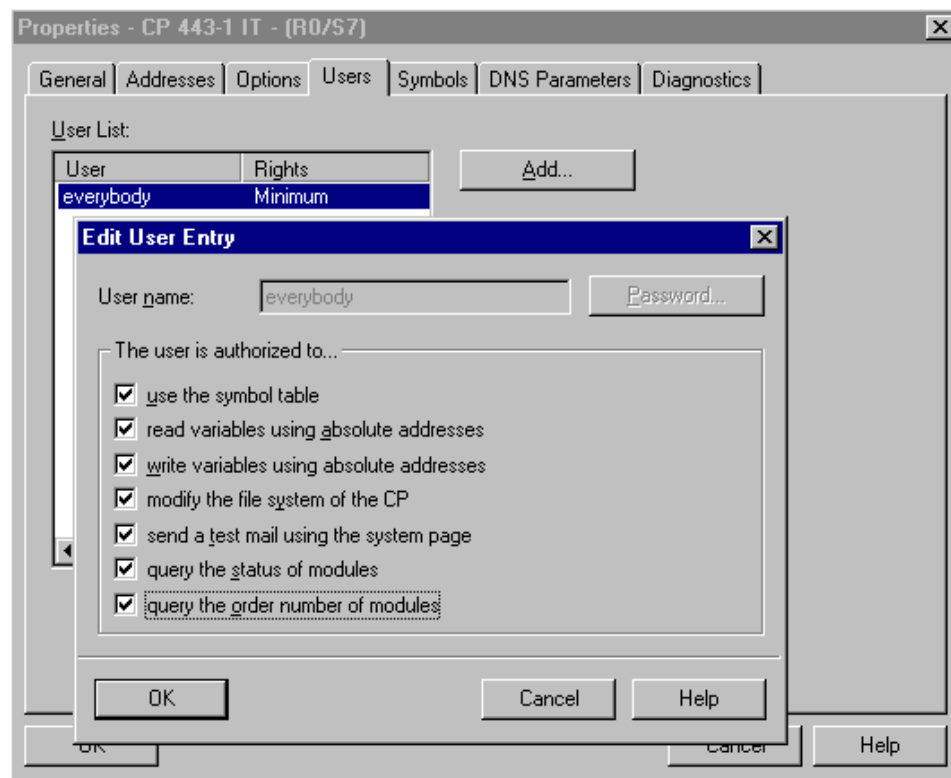 Properties - CP 443-1 IT - (R0/S7)
General Addresses Options Users Symbols DNS Parameters Diagnostics
User List:
User Rights
Add...
everybody Minimum
Edit User Entry
User name: everybody Password...
The user is authorized to...
use the symbol table
read variables using absolute addresses
write variables using absolute addresses
modify the file system of the CP
send a test mail using the system page
query the status of modules
query the order number of modules
OK Cancel Help
OK Cancel Help